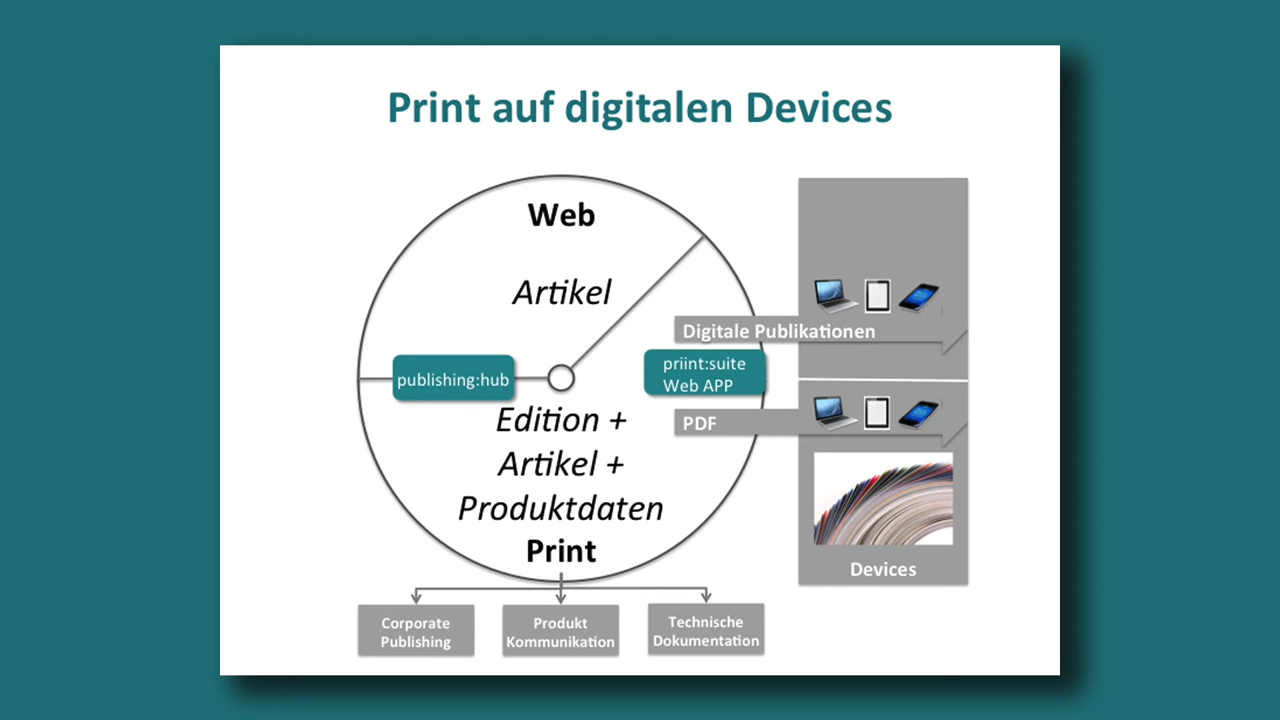 Print auf digitalen Devices
Web
Artikel
Digitale Publikationen
publishing:hub
priint:suite
Web APP
PDF
Edition +
Artikel +
Produktdaten
Print
Devices
Corporate
Publishing
Produkt
Kommunikation
Technische
Dokumentation